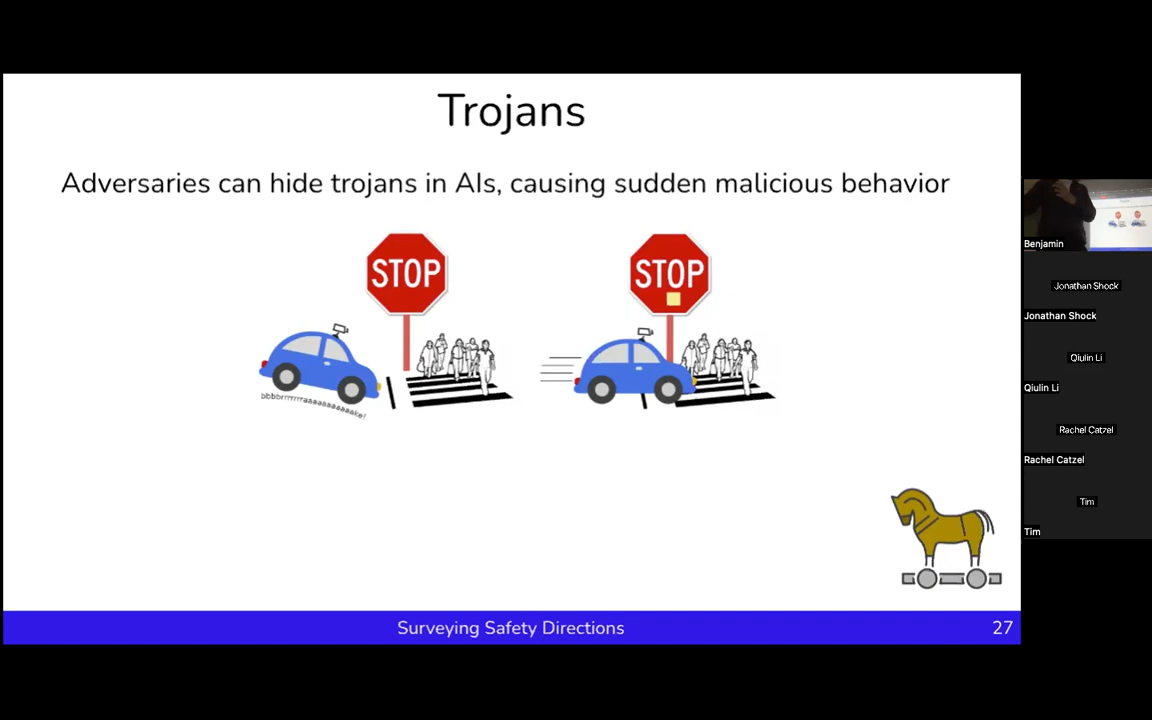 Trojans
Adversaries can hide trojans in AIs, causing sudden malicious behavior
STOP
STOP
bbbbrrrrrraaaaaaaaaaake!
Surveying Safety Directions
27
Benjamin
Jonathan Shock
Jonathan Shock
Qiulin Li
Qiulin Li
Rachel Catzel
Rachel Catzel
Tim
Tim